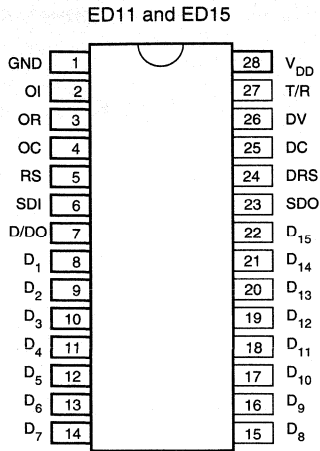 ED11 and ED15
GND 1 28 V_DD
OI 2 27 T/R
OR 3 26 DV
OC 4 25 DC
RS 5 24 DRS
SDI 6 23 SDO
D/DO 7 22 D15
D1 8 21 D14
D2 9 20 D13
D3 10 19 D12
D4 11 18 D11
D5 12 17 D10
D6 13 16 D9
D7 14 15 D8